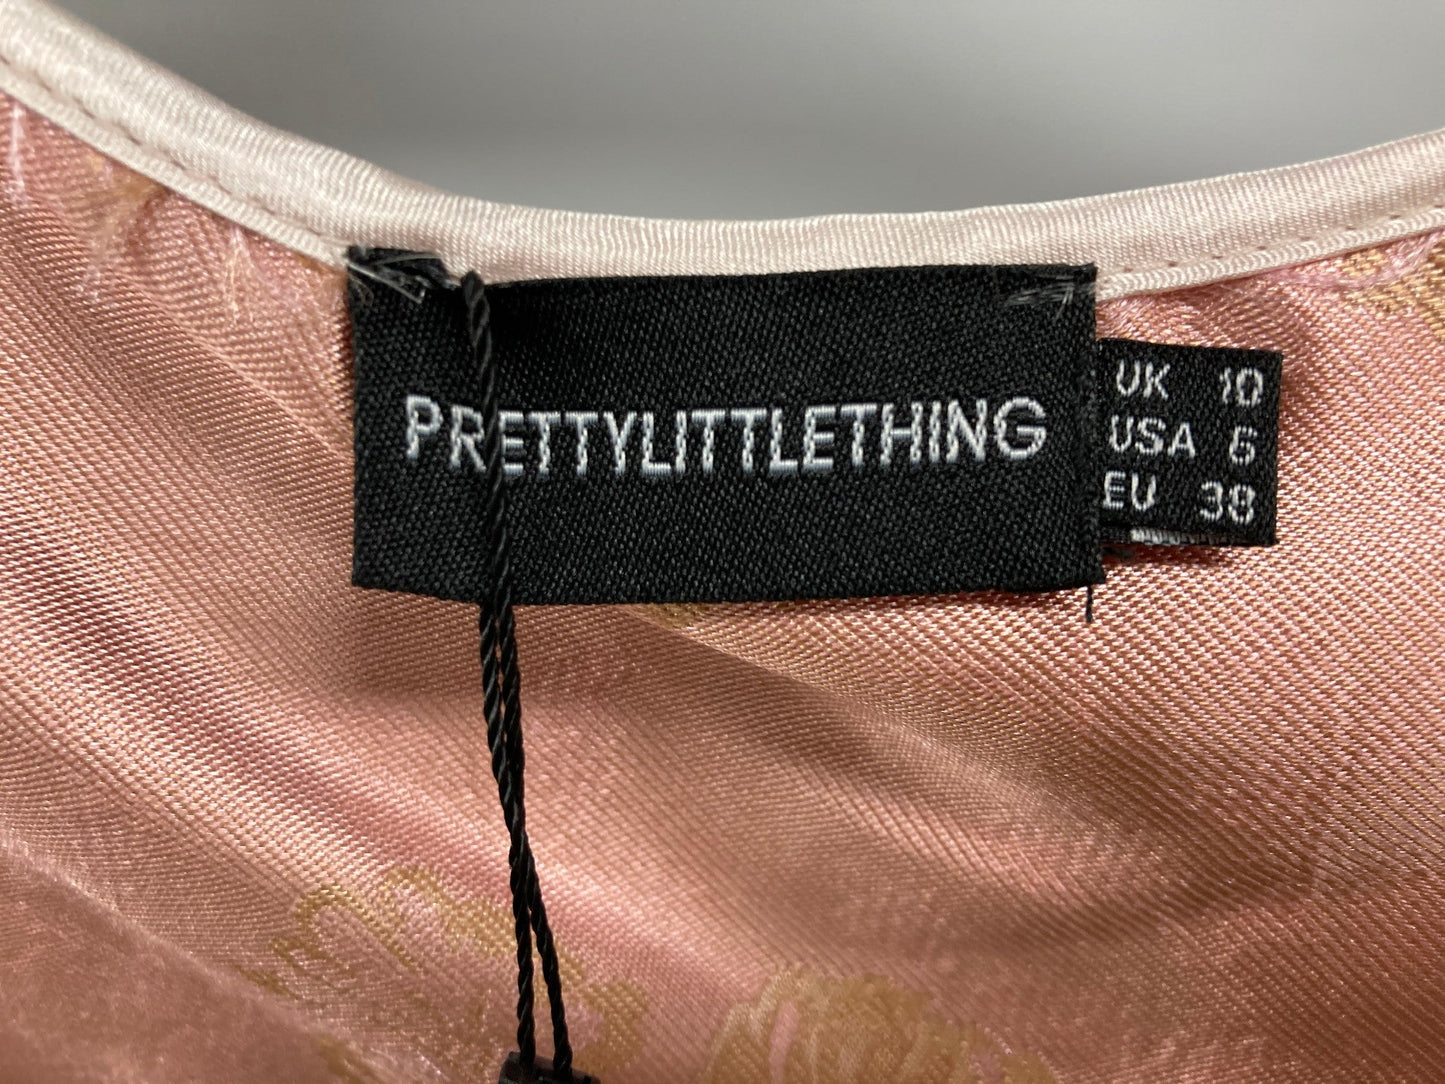 PRETTYLITTLETHING
UK 10
USA 6
EU 38